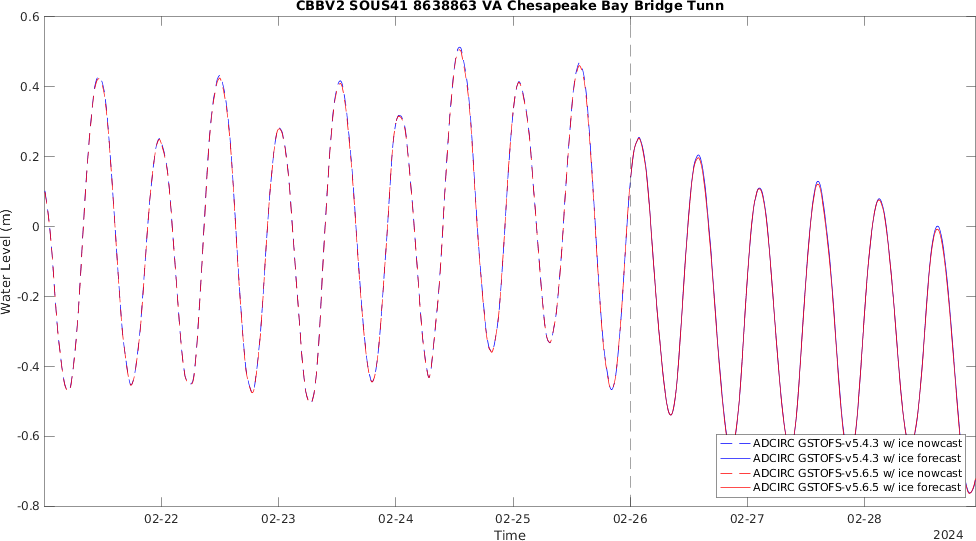 CBBV2 SOUS41 8638863 VA Chesapeake Bay Bridge Tunn
0.6
0.4
0.2
0
-0.2
-0.4
-0.6
-0.8
Water Level (m)
ADCIRC GSTOFS-v5.4.3 w/ ice nowcast
ADCIRC GSTOFS-v5.4.3 w/ ice forecast
ADCIRC GSTOFS-v5.6.5 w/ ice nowcast
ADCIRC GSTOFS-v5.6.5 w/ ice forecast
02-22 02-23 02-24 02-25 02-26 02-27 02-28
Time
2024